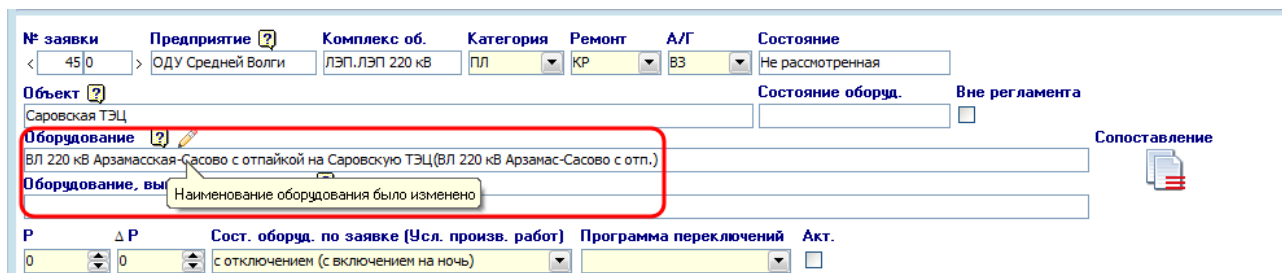 № заявки Предприятие ? Комплекс об. Категория Ремонт А/Г Состояние
< 45 0 > ОДУ Средней Волги ЛЭП.ЛЭП 220 кВ ПЛ КР ВЗ Не рассмотренная
Объект ? Состояние оборуд. Вне регламента
Саровская ТЭЦ
Оборудование ? Сопоставление
ВЛ 220 кВ Арзамасская-Сасово с отпайкой на Саровскую ТЭЦ(ВЛ 220 кВ Арзамас-Сасово с отп.)
Оборудование,
Наименование оборудования было изменено
Р Δ Р Сост. оборуд. по заявке (Усл. произв. работ) Программа переключений Акт.
0 0 с отключением (с включением на ночь)